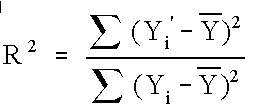 R² = ∑ (Yᵢ' - Y̅)² / ∑ (Yᵢ - Y̅)²